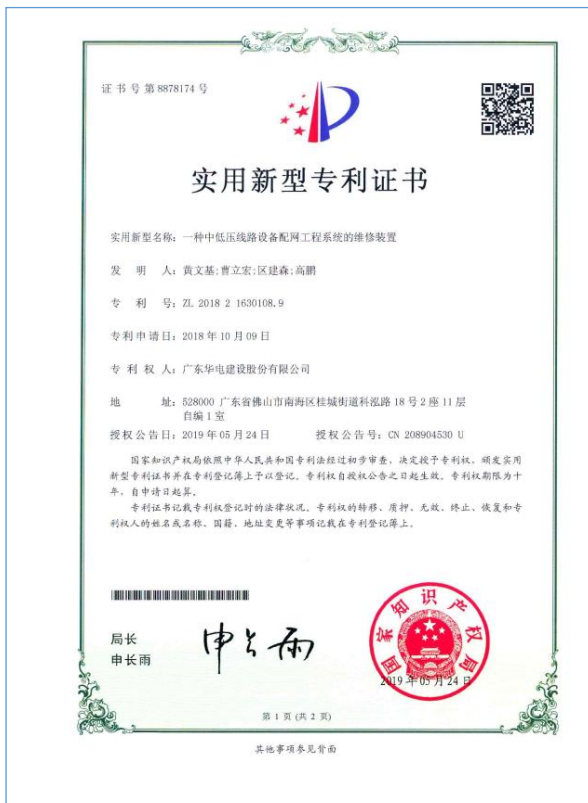 证书号第8878174号
实用新型专利证书
实用新型名称：一种中低压线路设备配网工程系统的维修装置
发明人：黄文基;曹立宏;区建森;高鹏
专利号：ZL 2018 2 1630108.9
专利申请日：2018年10月09日
专利权人：广东华电建设股份有限公司
地址：528000 广东省佛山市南海区桂城街道科泓路18号2座11层
自编1室
授权公告日：2019年05月24日 授权公告号：CN 208904530 U
国家知识产权局依照中华人民共和国专利法经过初步审查，决定授予专利权，颁发实用
新型专利证书并在专利登记簿上予以登记。专利权自授权公告之日起生效。专利权期限为十
年，自申请日起算。
专利证书记载专利权登记时的法律状况。专利权的转移、质押、无效、终止、恢复和专
利权人的姓名或名称、国籍、地址变更等事项记载在专利登记簿上。
局长
申长雨
申长雨
国家知识产权局
2019年05月24日
第1页(共2页)
其他事项参见背面